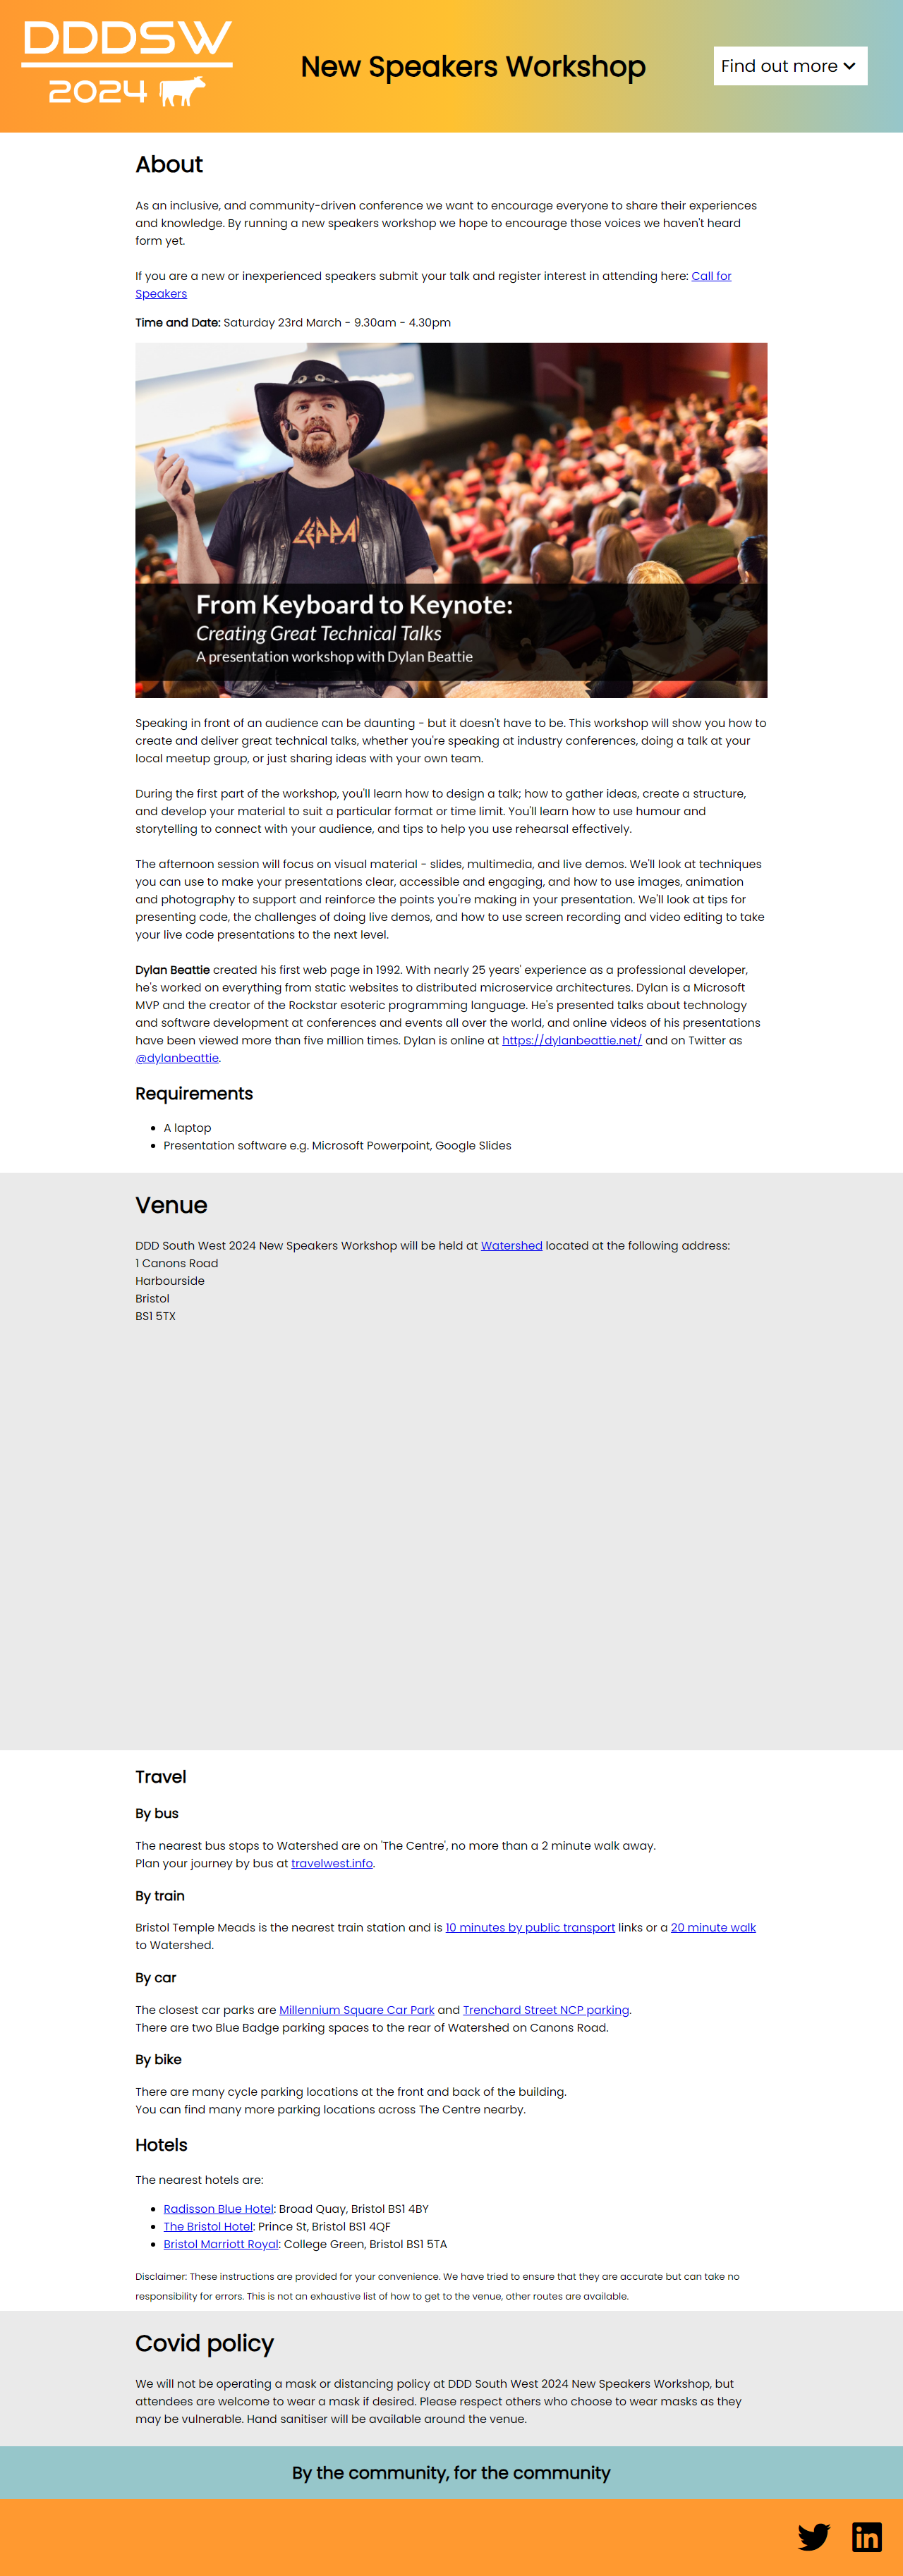 DDDSW
2024
New Speakers Workshop
Find out more
About
As an inclusive, and community-driven conference we want to encourage everyone to share their experiences
and knowledge. By running a new speakers workshop we hope to encourage those voices we haven't heard
form yet.
If you are a new or inexperienced speakers submit your talk and register interest in attending here: Call for
Speakers
Time and Date: Saturday 23rd March - 9.30am - 4.30pm
From Keyboard to Keynote:
Creating Great Technical Talks
A presentation workshop with Dylan Beattie
Speaking in front of an audience can be daunting - but it doesn't have to be. This workshop will show you how to
create and deliver great technical talks, whether you're speaking at industry conferences, doing a talk at your
local meetup group, or just sharing ideas with your own team.
During the first part of the workshop, you'll learn how to design a talk; how to gather ideas, create a structure,
and develop your material to suit a particular format or time limit. You'll learn how to use humour and
storytelling to connect with your audience, and tips to help you use rehearsal effectively.
The afternoon session will focus on visual material - slides, multimedia, and live demos. We'll look at techniques
you can use to make your presentations clear, accessible and engaging, and how to use images, animation
and photography to support and reinforce the points you're making in your presentation. We'll look at tips for
presenting code, the challenges of doing live demos, and how to use screen recording and video editing to take
your live code presentations to the next level.
Dylan Beattie created his first web page in 1992. With nearly 25 years' experience as a professional developer,
he's worked on everything from static websites to distributed microservice architectures. Dylan is a Microsoft
MVP and the creator of the Rockstar esoteric programming language. He's presented talks about technology
and software development at conferences and events all over the world, and online videos of his presentations
have been viewed more than five million times. Dylan is online at https://dylanbeattie.net/ and on Twitter as
@dylanbeattie.
Requirements
• A laptop
• Presentation software e.g. Microsoft Powerpoint, Google Slides
Venue
DDD South West 2024 New Speakers Workshop will be held at Watershed located at the following address:
1 Canons Road
Harbourside
Bristol
BS1 5TX
Travel
By bus
The nearest bus stops to Watershed are on 'The Centre', no more than a 2 minute walk away.
Plan your journey by bus at travelwest.info.
By train
Bristol Temple Meads is the nearest train station and is 10 minutes by public transport links or a 20 minute walk
to Watershed.
By car
The closest car parks are Millennium Square Car Park and Trenchard Street NCP parking.
There are two Blue Badge parking spaces to the rear of Watershed on Canons Road.
By bike
There are many cycle parking locations at the front and back of the building.
You can find many more parking locations across The Centre nearby.
Hotels
The nearest hotels are:
• Radisson Blue Hotel: Broad Quay, Bristol BS1 4BY
• The Bristol Hotel: Prince St, Bristol BS1 4QF
• Bristol Marriott Royal: College Green, Bristol BS1 5TA
Disclaimer: These instructions are provided for your convenience. We have tried to ensure that they are accurate but can take no
responsibility for errors. This is not an exhaustive list of how to get to the venue, other routes are available.
Covid policy
We will not be operating a mask or distancing policy at DDD South West 2024 New Speakers Workshop, but
attendees are welcome to wear a mask if desired. Please respect others who choose to wear masks as they
may be vulnerable. Hand sanitiser will be available around the venue.
By the community, for the community
in